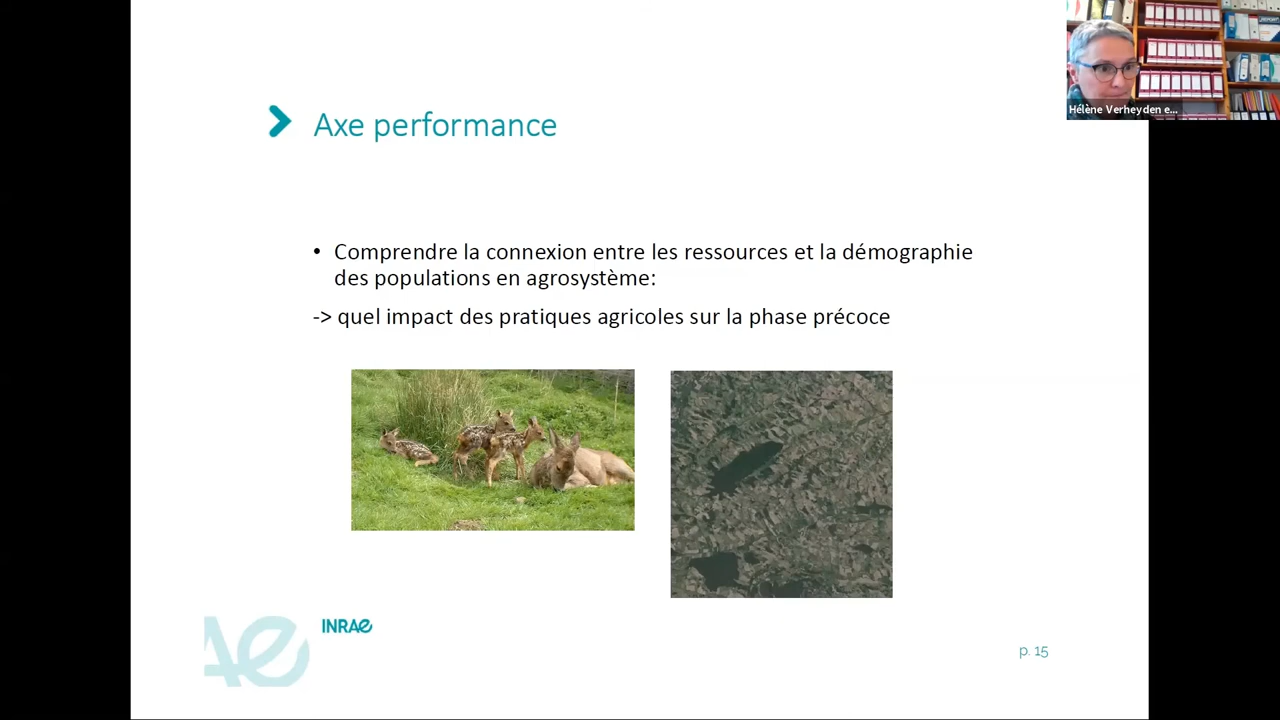 Axe performance
• Comprendre la connexion entre les ressources et la démographie
des populations en agrosystème:
-> quel impact des pratiques agricoles sur la phase précoce
INRAE
p. 15
Hélène Verheyden e...